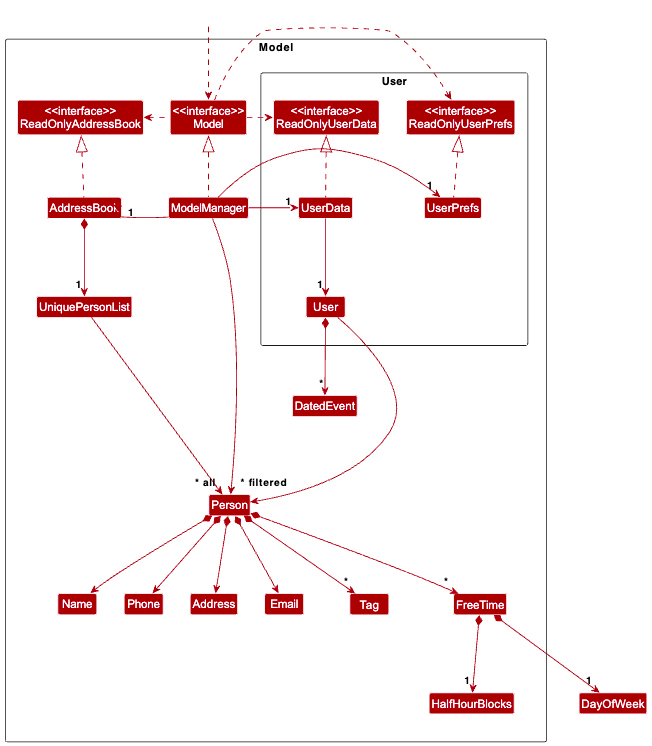 Model
User
<<interface>>
ReadOnlyAddressBook
<<interface>>
Model
<<interface>>
ReadOnlyUserData
<<interface>>
ReadOnlyUserPrefs
AddressBook
1
ModelManager
1
UserData
1
UserPrefs
1
UniquePersonList
1
User
*
DatedEvent
* all
* filtered
Person
*
*
Name
Phone
Address
Email
Tag
FreeTime
1
1
HalfHourBlocks
DayOfWeek